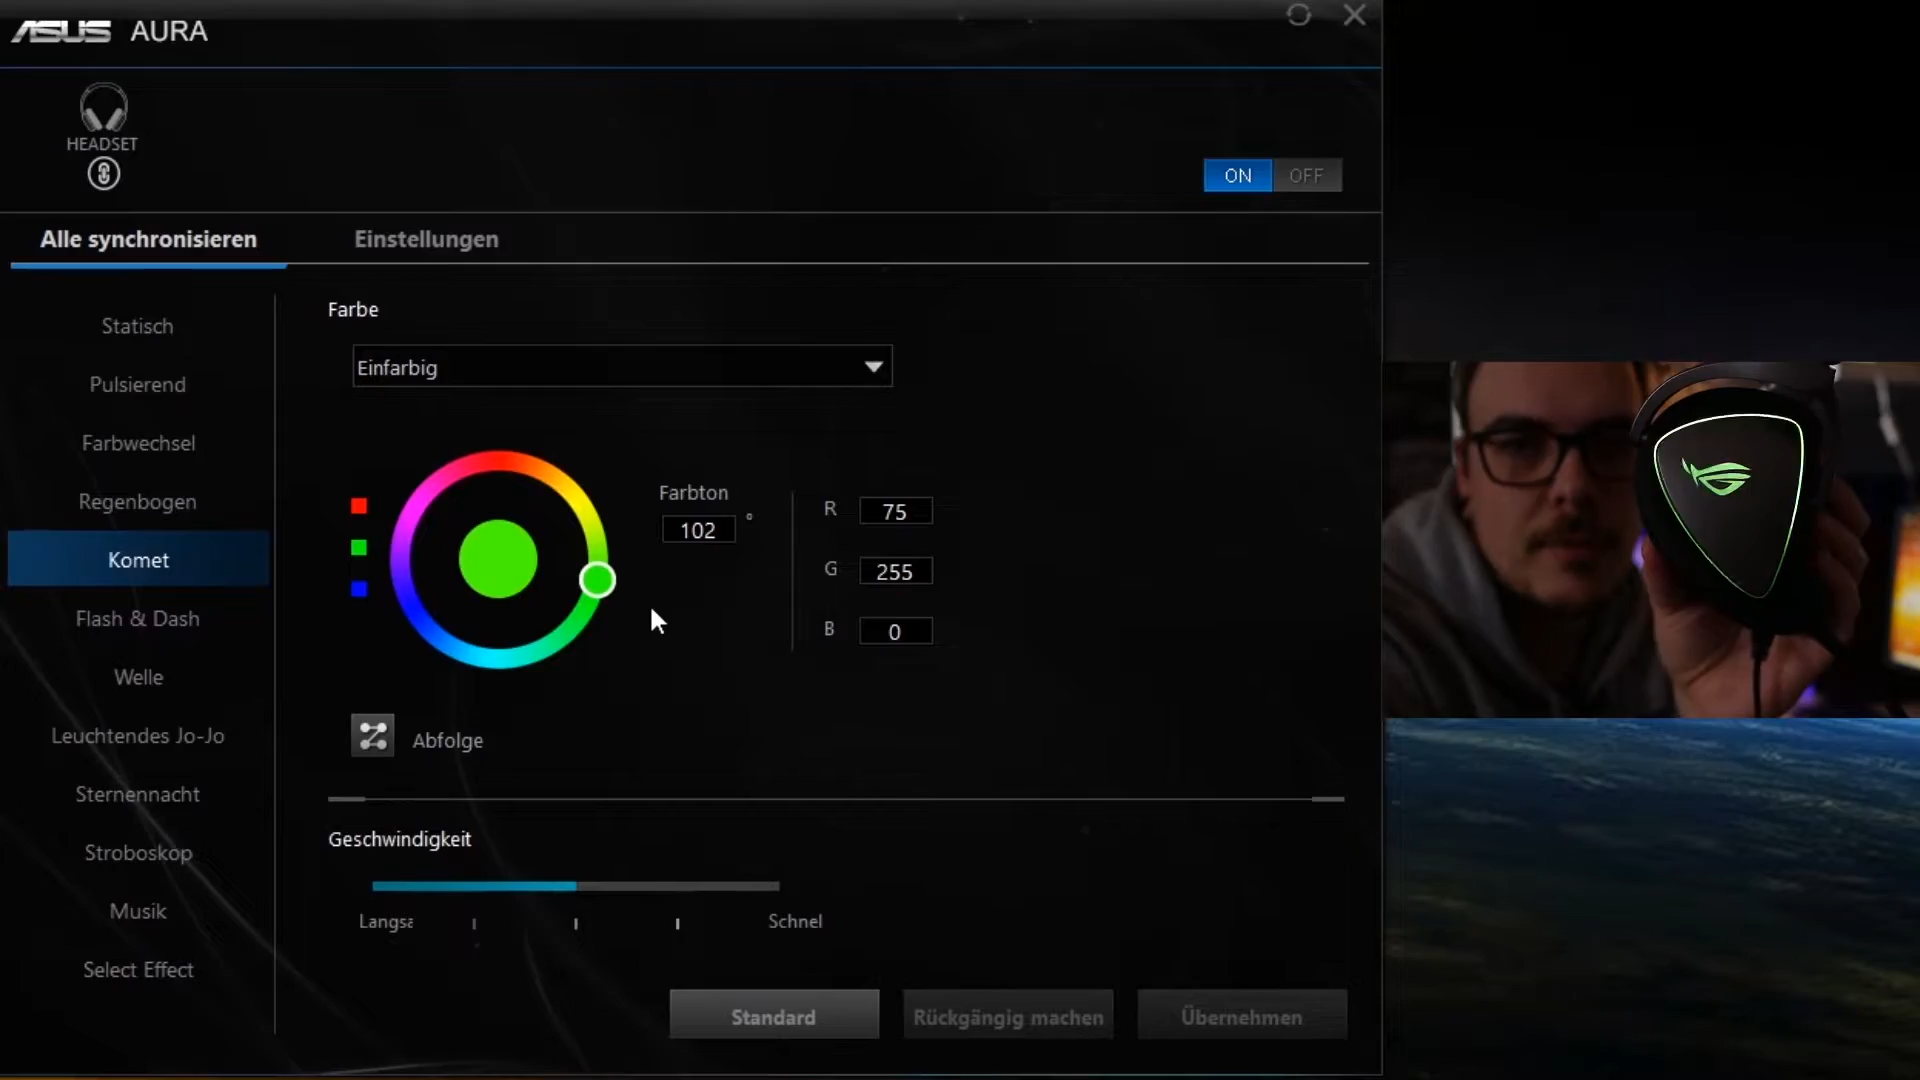 ASUS AURA
HEADSET
ON OFF
Alle synchronisieren Einstellungen
Statisch
Pulsierend
Farbwechsel
Regenbogen
Komet
Flash & Dash
Welle
Leuchtendes Jo-Jo
Sternennacht
Stroboskop
Musik
Select Effect
Farbe
Einfarbig
Farbton
102 °
R 75
G 255
B 0
Abfolge
Geschwindigkeit
Langsa Schnel
Standard Rückgängig machen Übernehmen